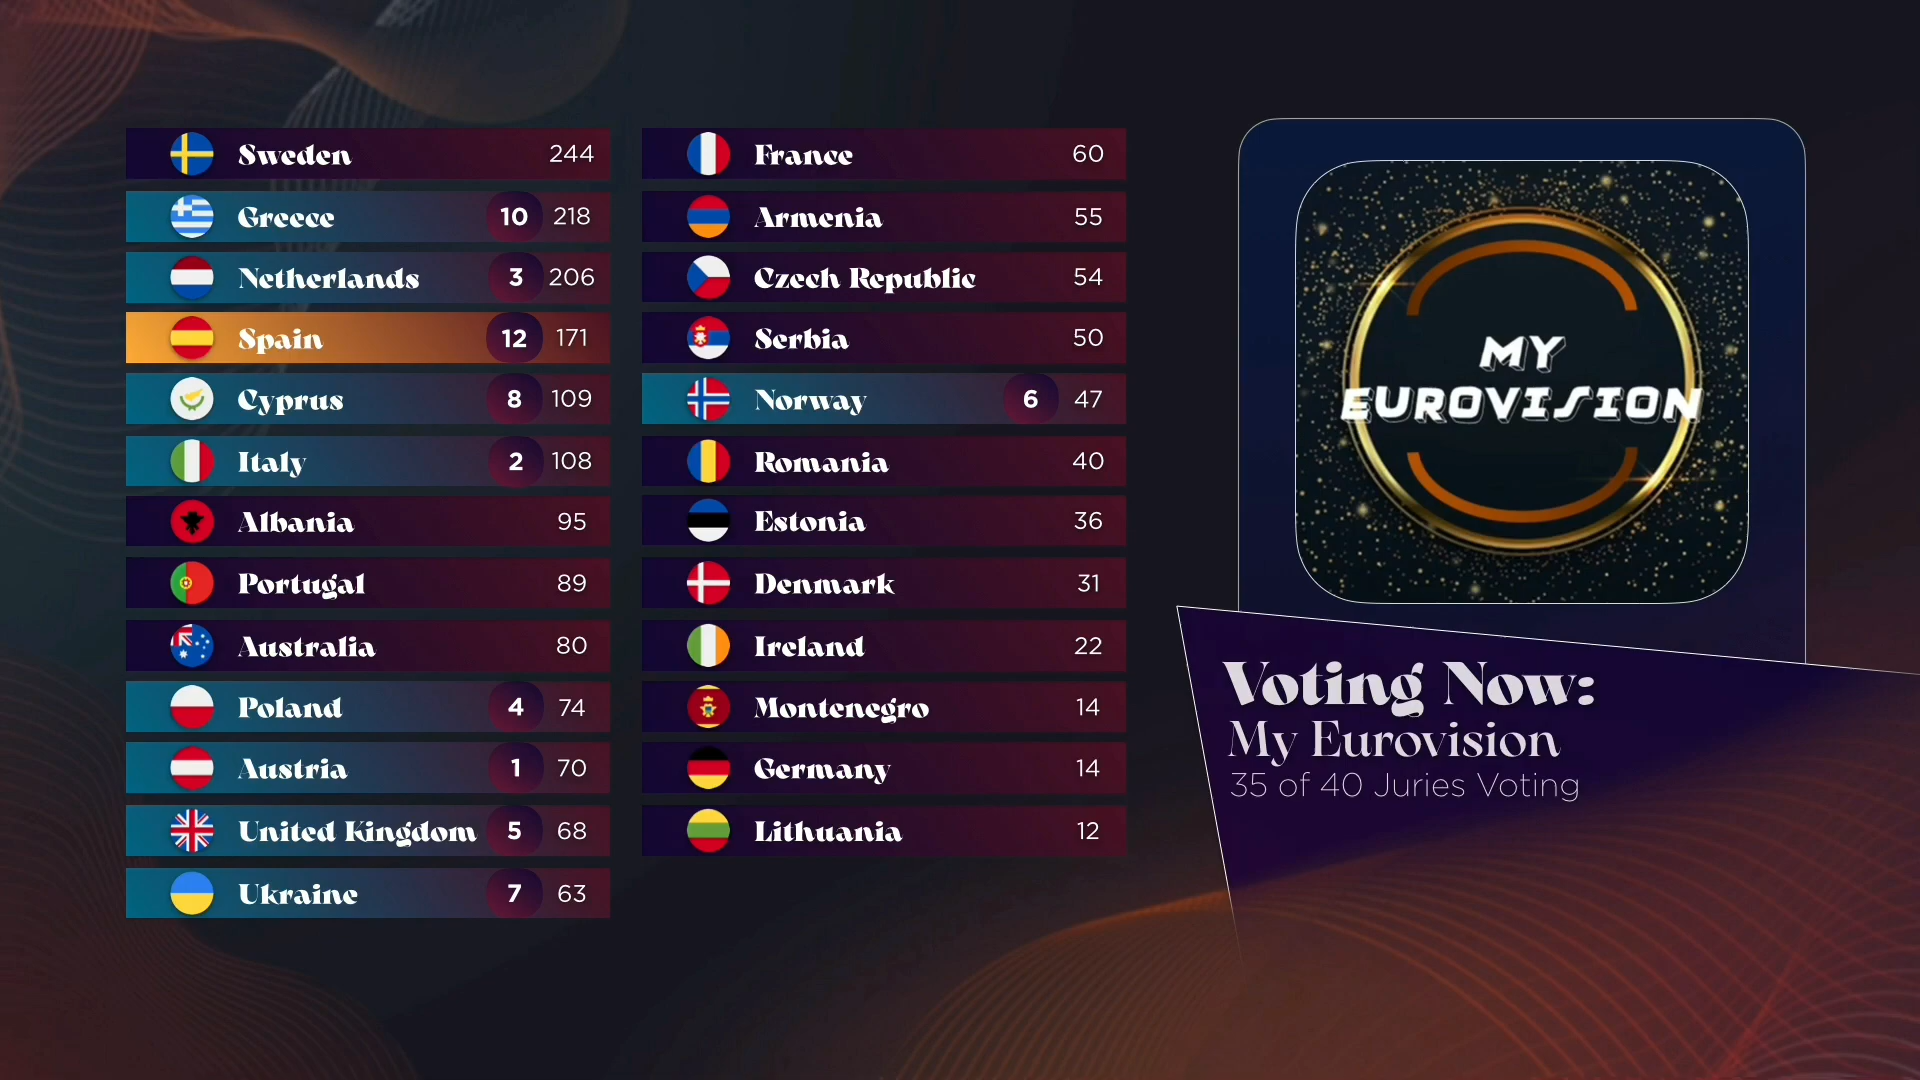 Sweden 244
Greece 10 218
Netherlands 3 206
Spain 12 171
Cyprus 8 109
Italy 2 108
Albania 95
Portugal 89
Australia 80
Poland 4 74
Austria 1 70
United Kingdom 5 68
Ukraine 7 63
France 60
Armenia 55
Czech Republic 54
Serbia 50
Norway 6 47
Romania 40
Estonia 36
Denmark 31
Ireland 22
Montenegro 14
Germany 14
Lithuania 12
MY
EUROVISION
Voting Now:
My Eurovision
35 of 40 Juries Voting